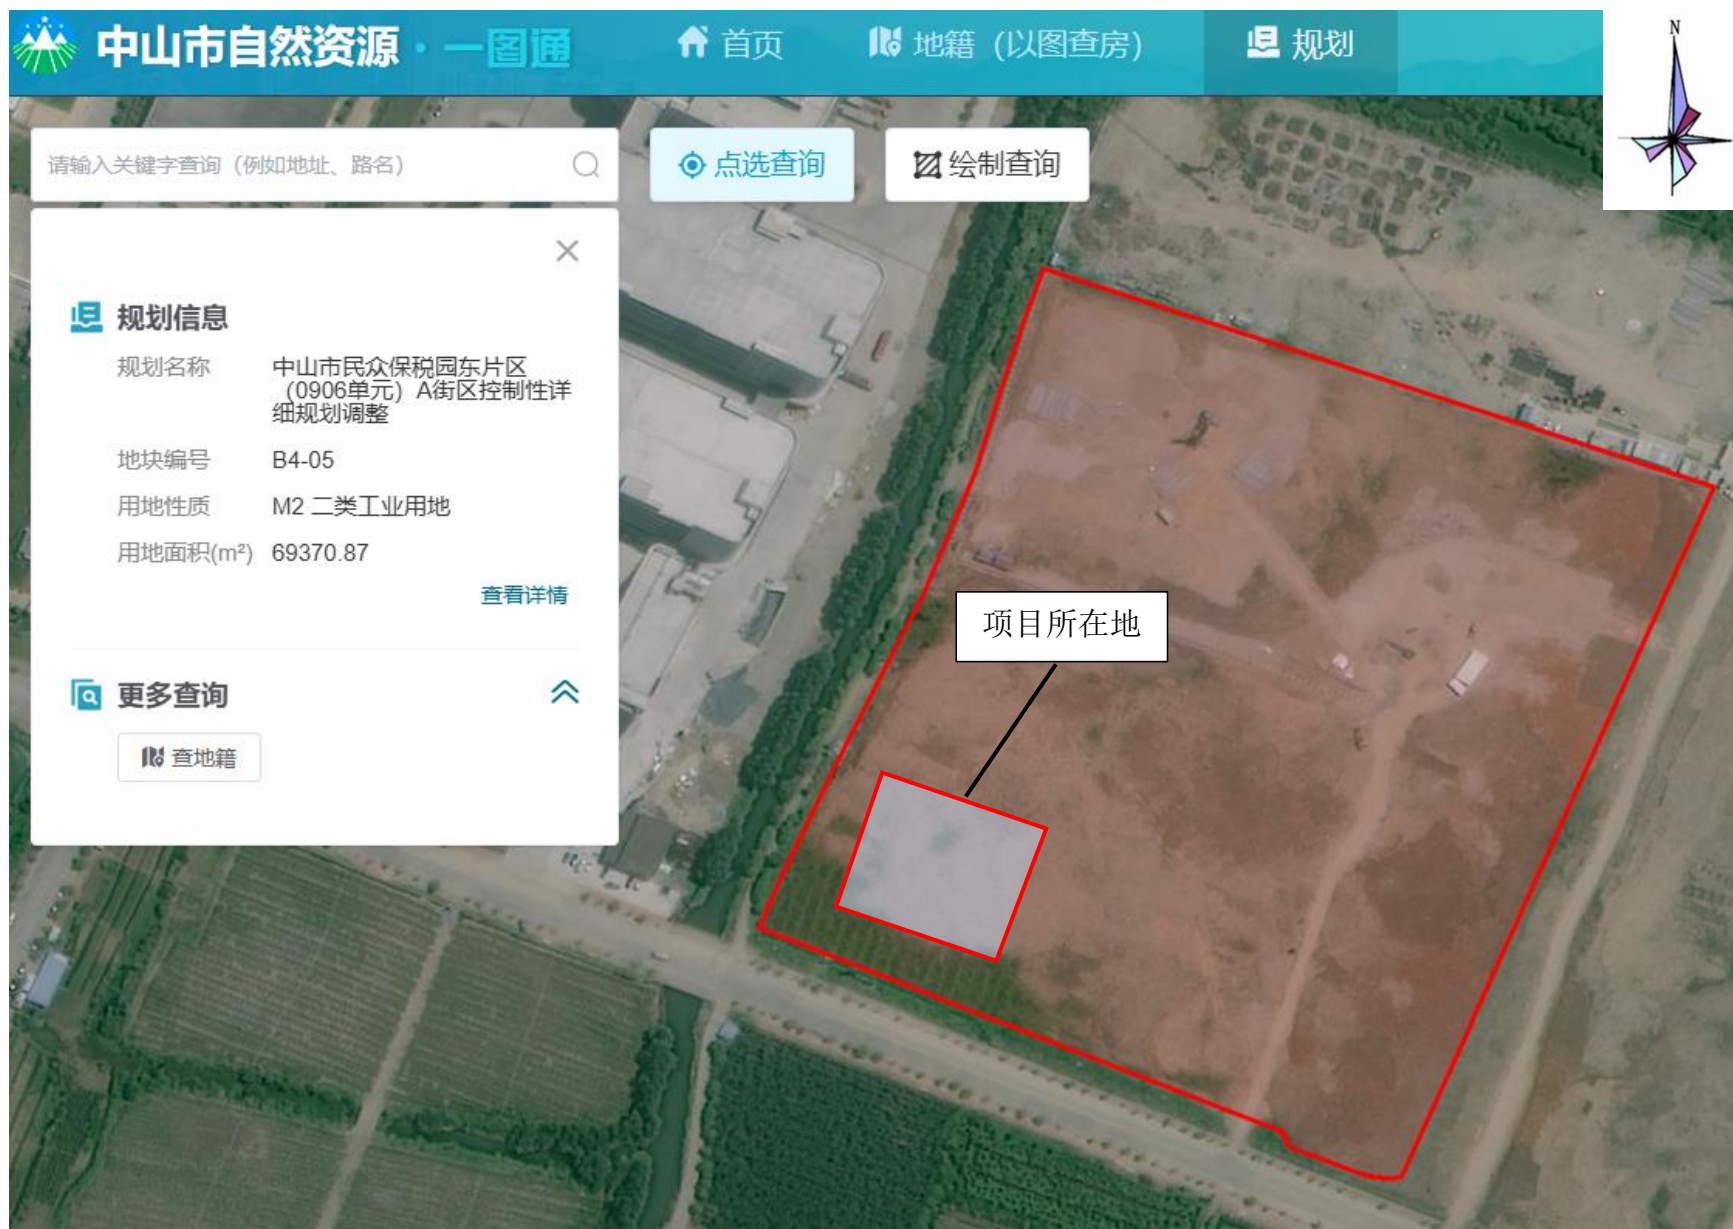 中山市自然资源·一图通
首页
地籍（以图查房）
规划
N
请输入关键字查询（例如地址、路名）
点选查询
绘制查询
规划信息
规划名称
中山市民众保税园东片区
（0906单元）A街区控制性详
细规划调整
地块编号
B4-05
用地性质
M2 二类工业用地
用地面积(m²)
69370.87
查看详情
更多查询
查地籍
项目所在地